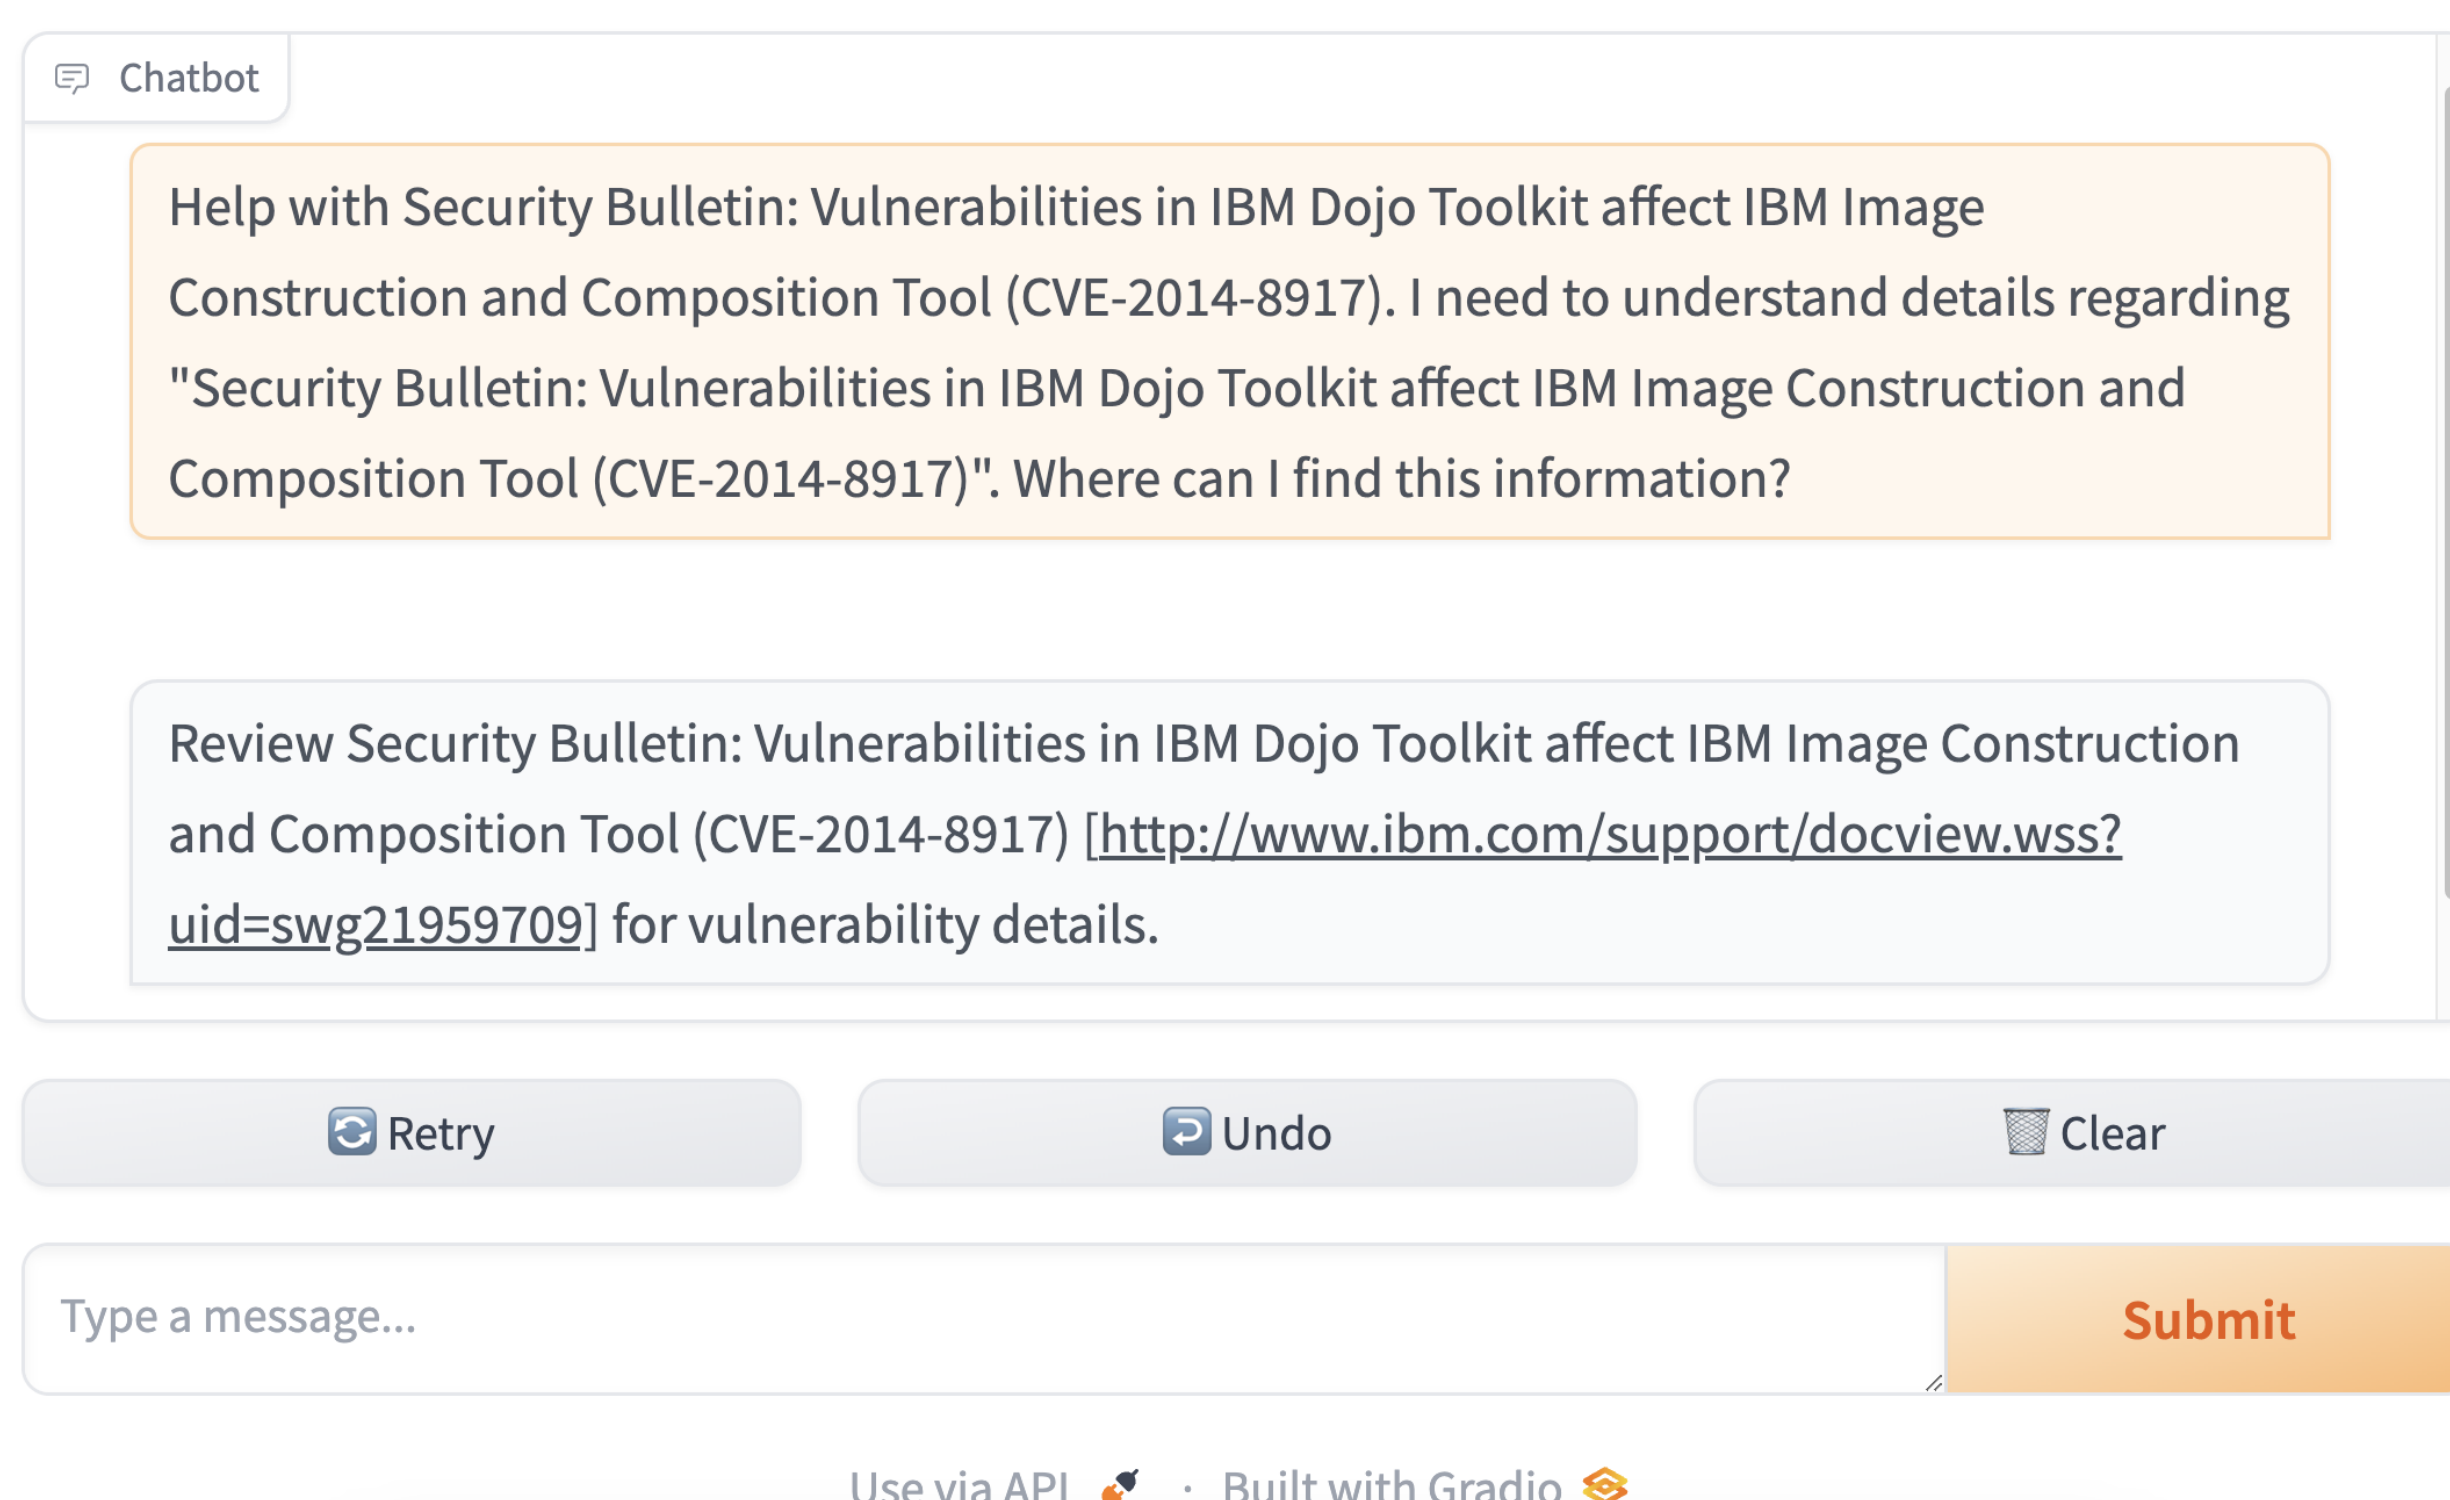 Chatbot
Help with Security Bulletin: Vulnerabilities in IBM Dojo Toolkit affect IBM Image
Construction and Composition Tool (CVE-2014-8917). I need to understand details regarding
"Security Bulletin: Vulnerabilities in IBM Dojo Toolkit affect IBM Image Construction and
Composition Tool (CVE-2014-8917)". Where can I find this information?
Review Security Bulletin: Vulnerabilities in IBM Dojo Toolkit affect IBM Image Construction
and Composition Tool (CVE-2014-8917) [http://www.ibm.com/support/docview.wss?
uid=swg21959709] for vulnerability details.
Retry
Undo
Clear
Type a message...
Submit
Use via API · Built with Gradio